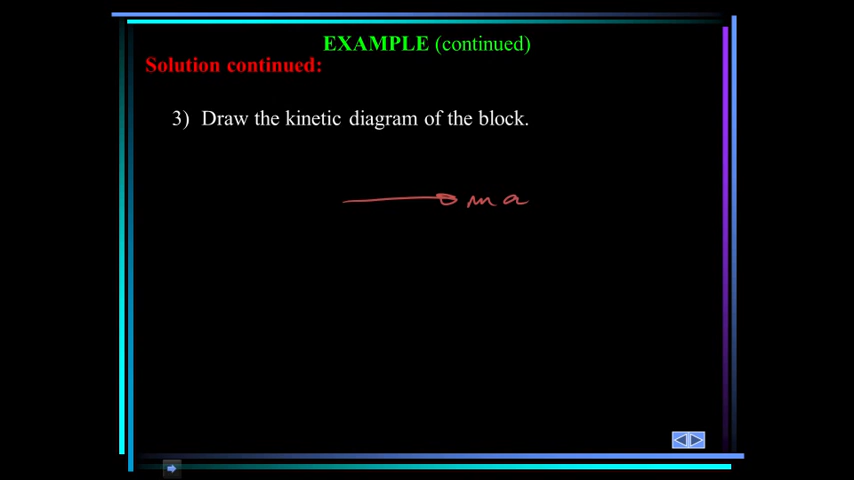 EXAMPLE (continued)
Solution continued:
3) Draw the kinetic diagram of the block.
ma